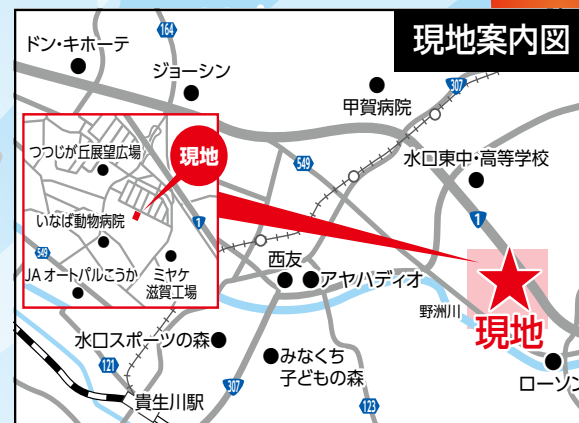 現地案内図
ドン・キホーテ
164
ジョーシン
307
甲賀病院
549
水口東中・高等学校
1
つつじが丘展望広場
現地
いなば動物病院
1
549
JA オートパルこうか
ミヤケ
滋賀工場
西友
アヤハディオ
野洲川
現地
水口スポーツの森
みなくち
子どもの森
ローソン
121
307
123
貴生川駅